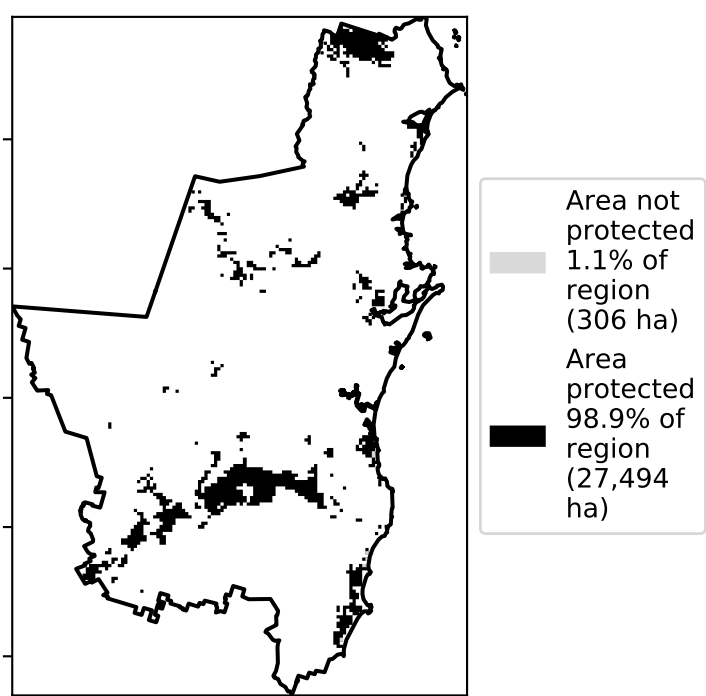 Area not
protected
1.1% of
region
(306 ha)
Area
protected
98.9% of
region
(27,494
ha)